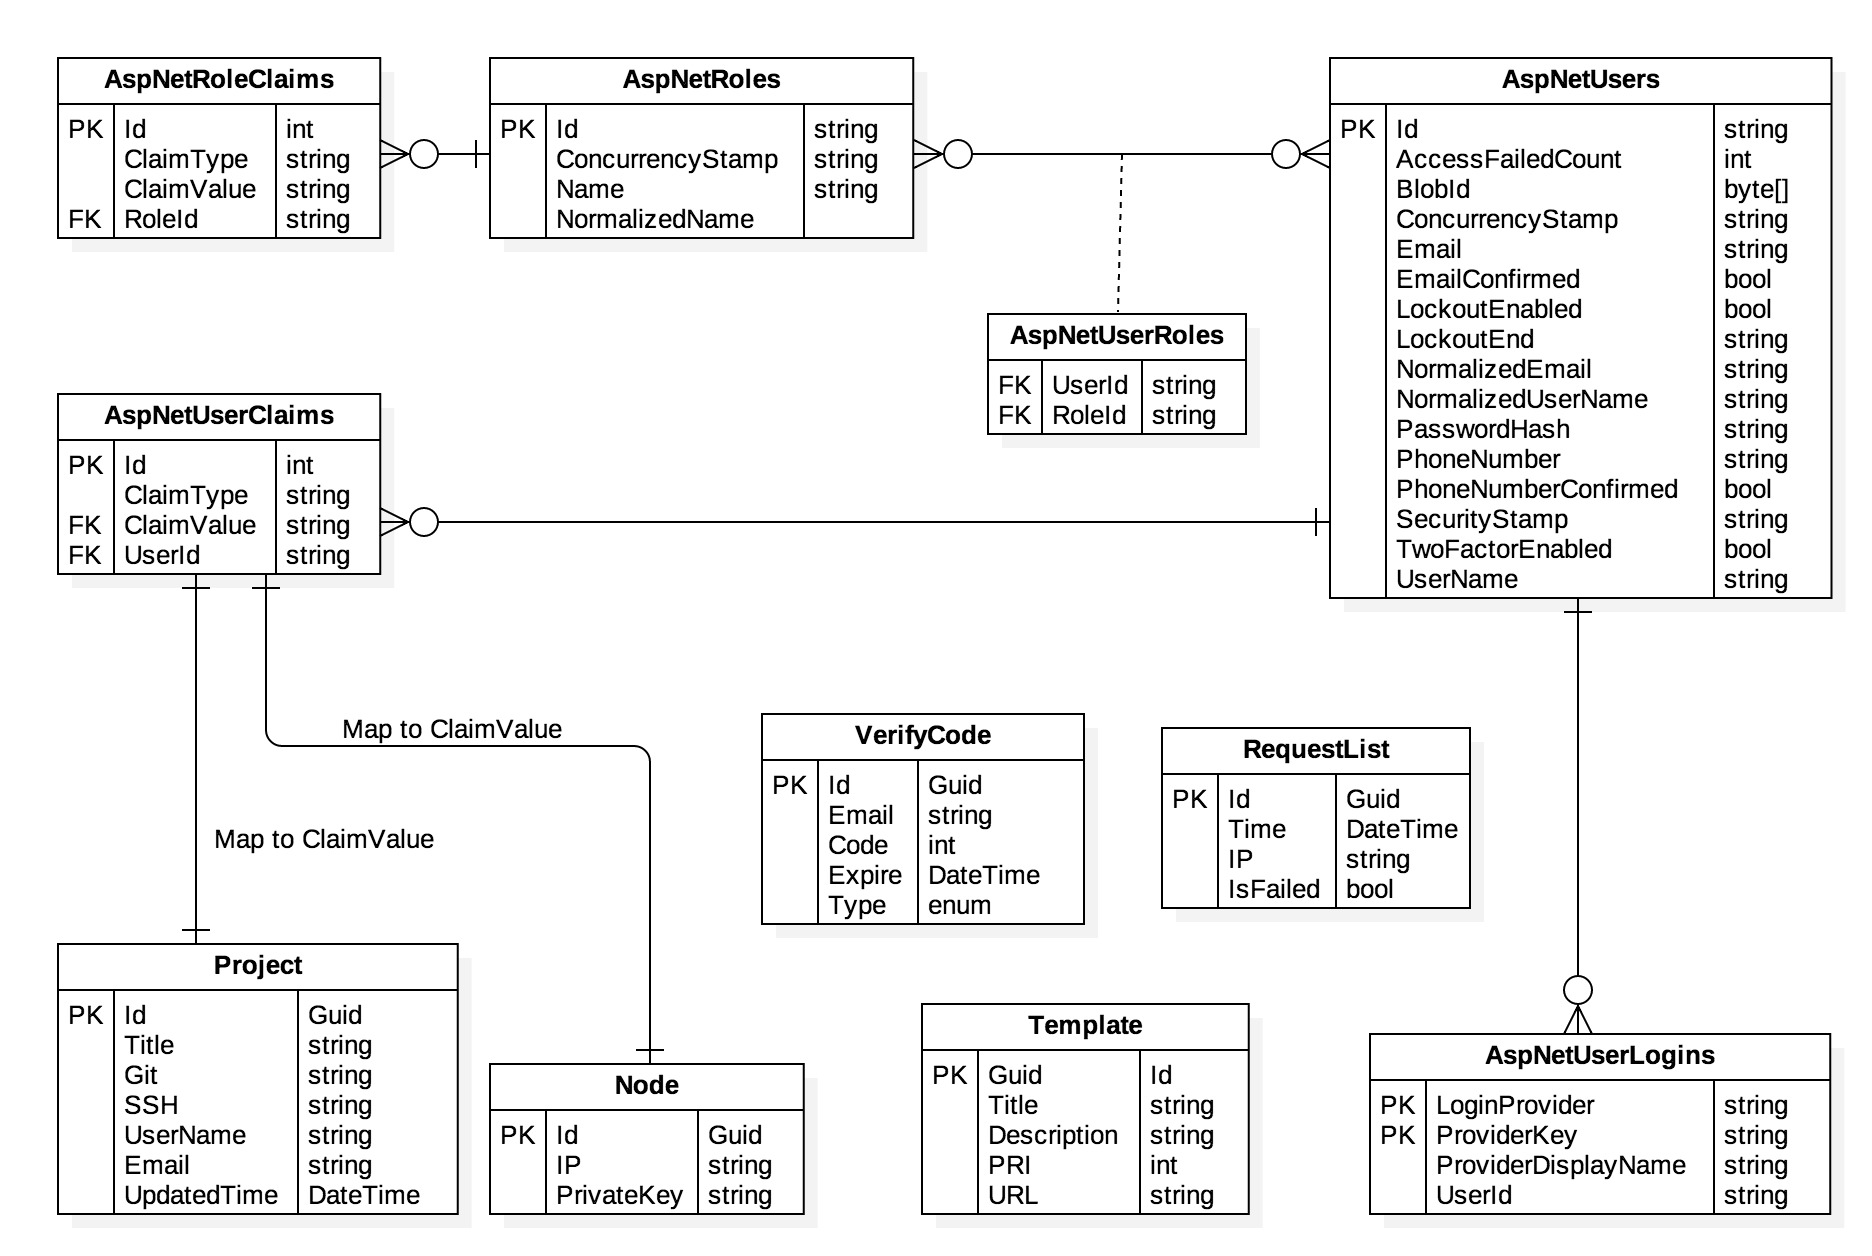 AspNetRoleClaims
PK Id int
ClaimType string
ClaimValue string
FK RoleId string
AspNetRoles
PK Id string
ConcurrencyStamp string
Name string
NormalizedName
AspNetUsers
PK Id string
AccessFailedCount int
BlobId byte[]
ConcurrencyStamp string
Email string
EmailConfirmed bool
LockoutEnabled bool
LockoutEnd string
NormalizedEmail string
NormalizedUserName string
PasswordHash string
PhoneNumber string
PhoneNumberConfirmed bool
SecurityStamp string
TwoFactorEnabled bool
UserName string
AspNetUserRoles
FK UserId string
FK RoleId string
AspNetUserClaims
PK Id int
ClaimType string
FK ClaimValue string
FK UserId string
Map to ClaimValue
Map to ClaimValue
VerifyCode
PK Id Guid
Email string
Code int
Expire DateTime
Type enum
RequestList
PK Id Guid
Time DateTime
IP string
IsFailed bool
Project
PK Id Guid
Title string
Git string
SSH string
UserName string
Email string
UpdatedTime DateTime
Node
PK Id Guid
IP string
PrivateKey string
Template
PK Guid Id
Title string
Description string
PRI int
URL string
AspNetUserLogins
PK LoginProvider string
PK ProviderKey string
ProviderDisplayName string
UserId string